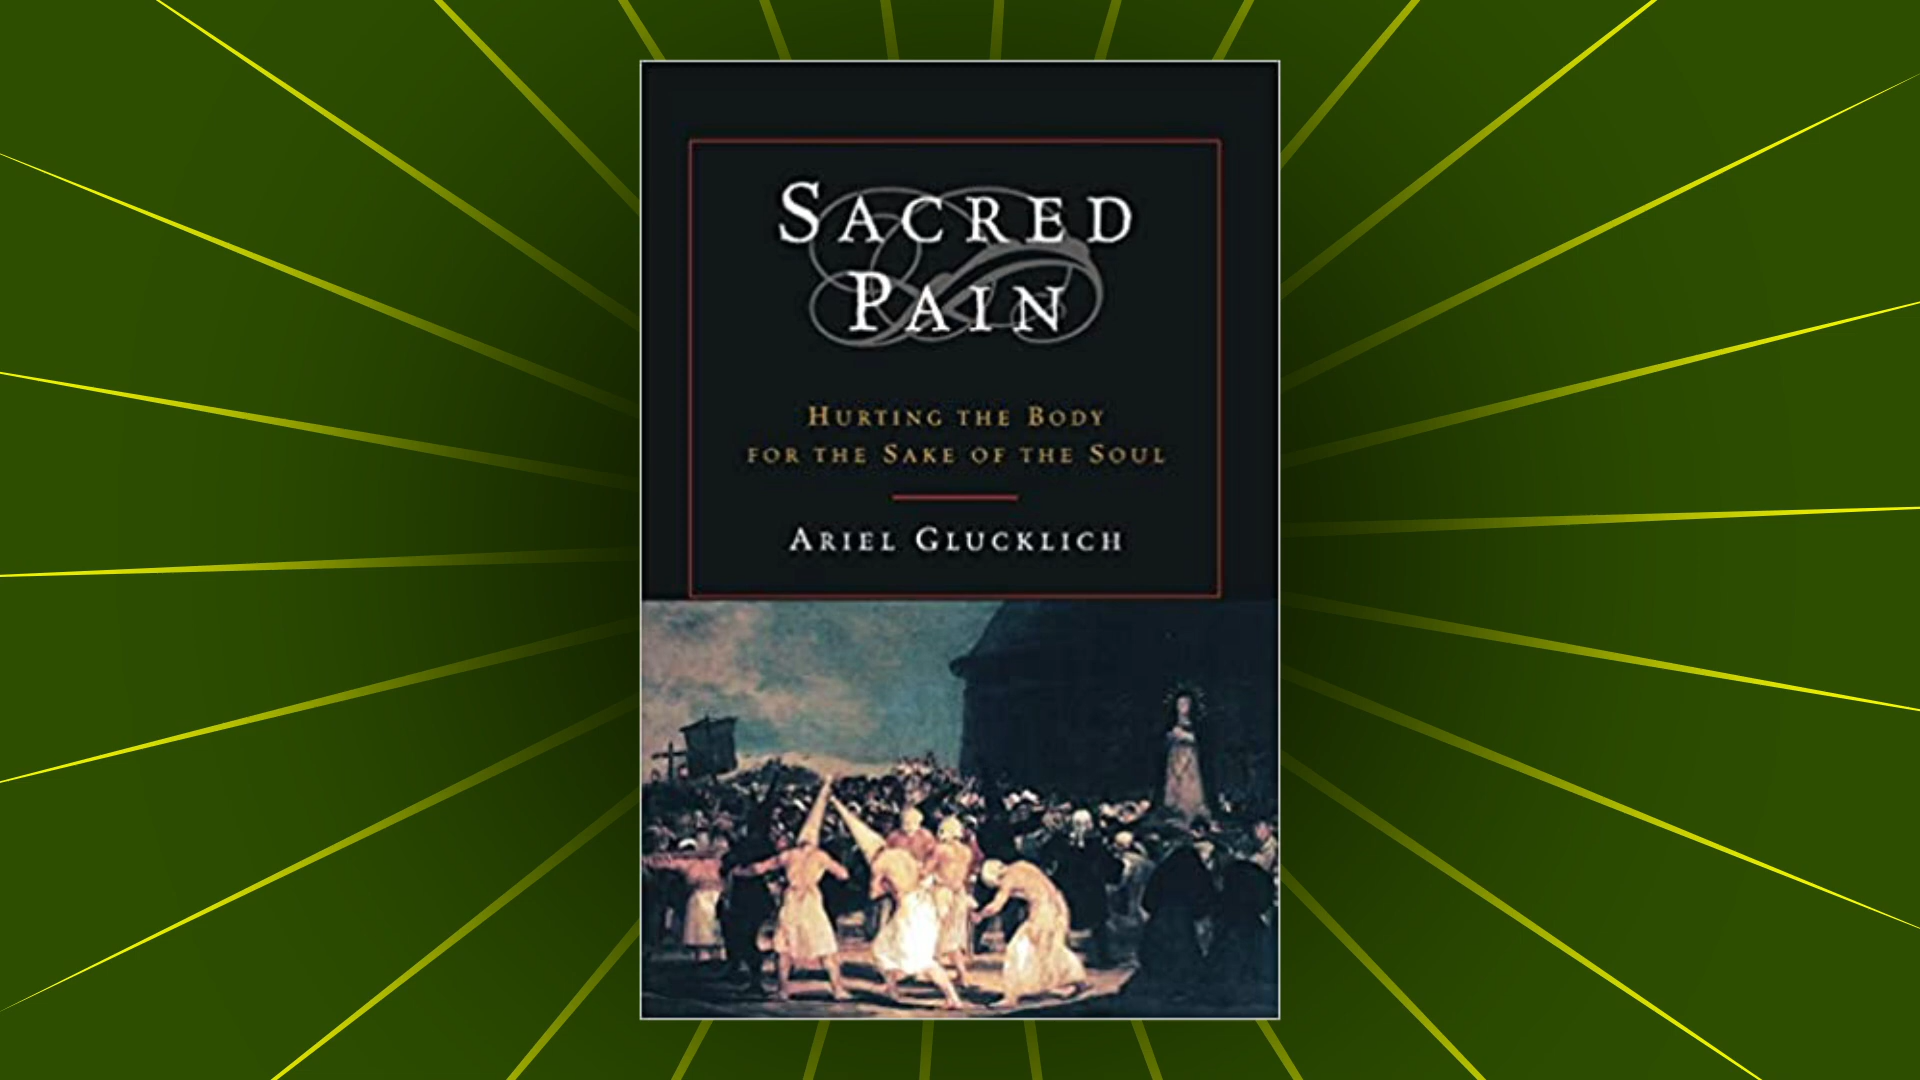 SACRED
PAIN
HURTING THE BODY
FOR THE SAKE OF THE SOUL
ARIEL GLUCKLICH